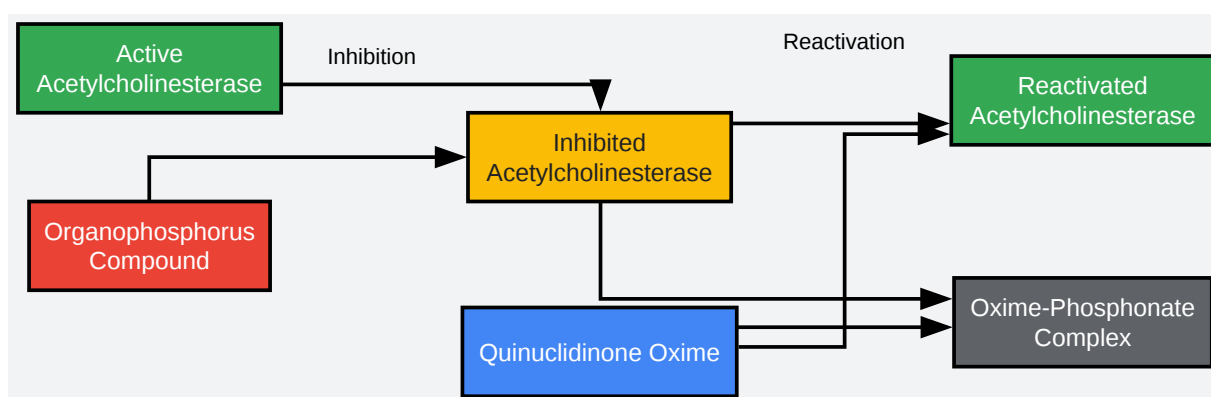 Active
Acetylcholinesterase
Inhibition
Reactivation
Reactivated
Acetylcholinesterase
Inhibited
Acetylcholinesterase
Organophosphorus
Compound
Quinuclidinone Oxime
Oxime-Phosphonate
Complex